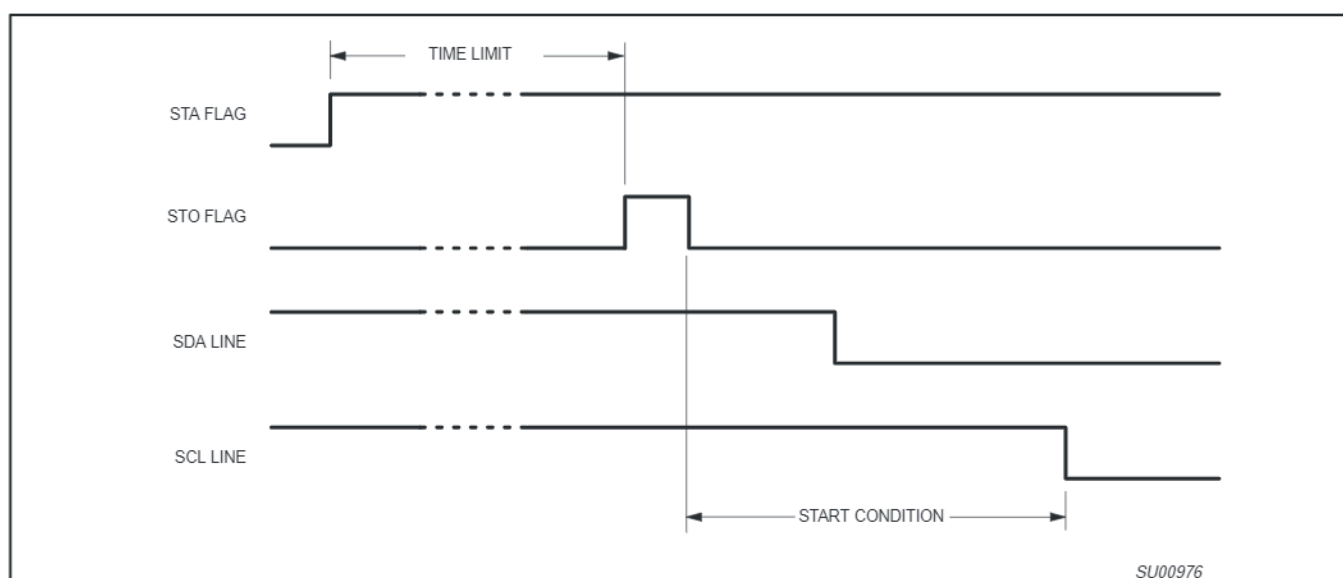 TIME LIMIT
STA FLAG
STO FLAG
SDA LINE
SCL LINE
START CONDITION
SU00976